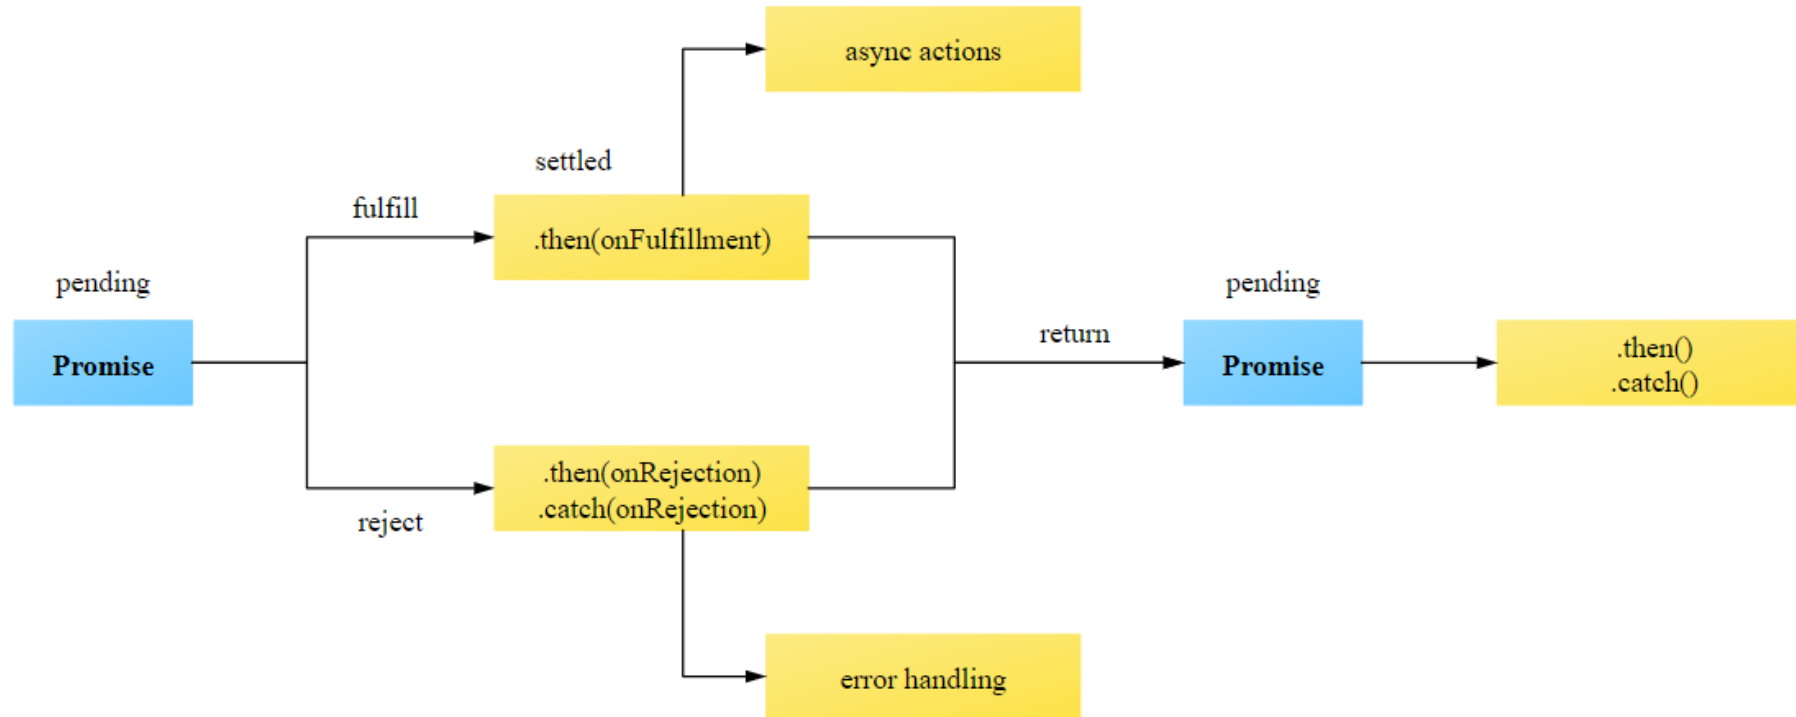 async actions
settled
fulfill
.then(onFulfillment)
pending
Promise
return
pending
Promise
.then()
.catch()
.then(onRejection)
.catch(onRejection)
reject
error handling